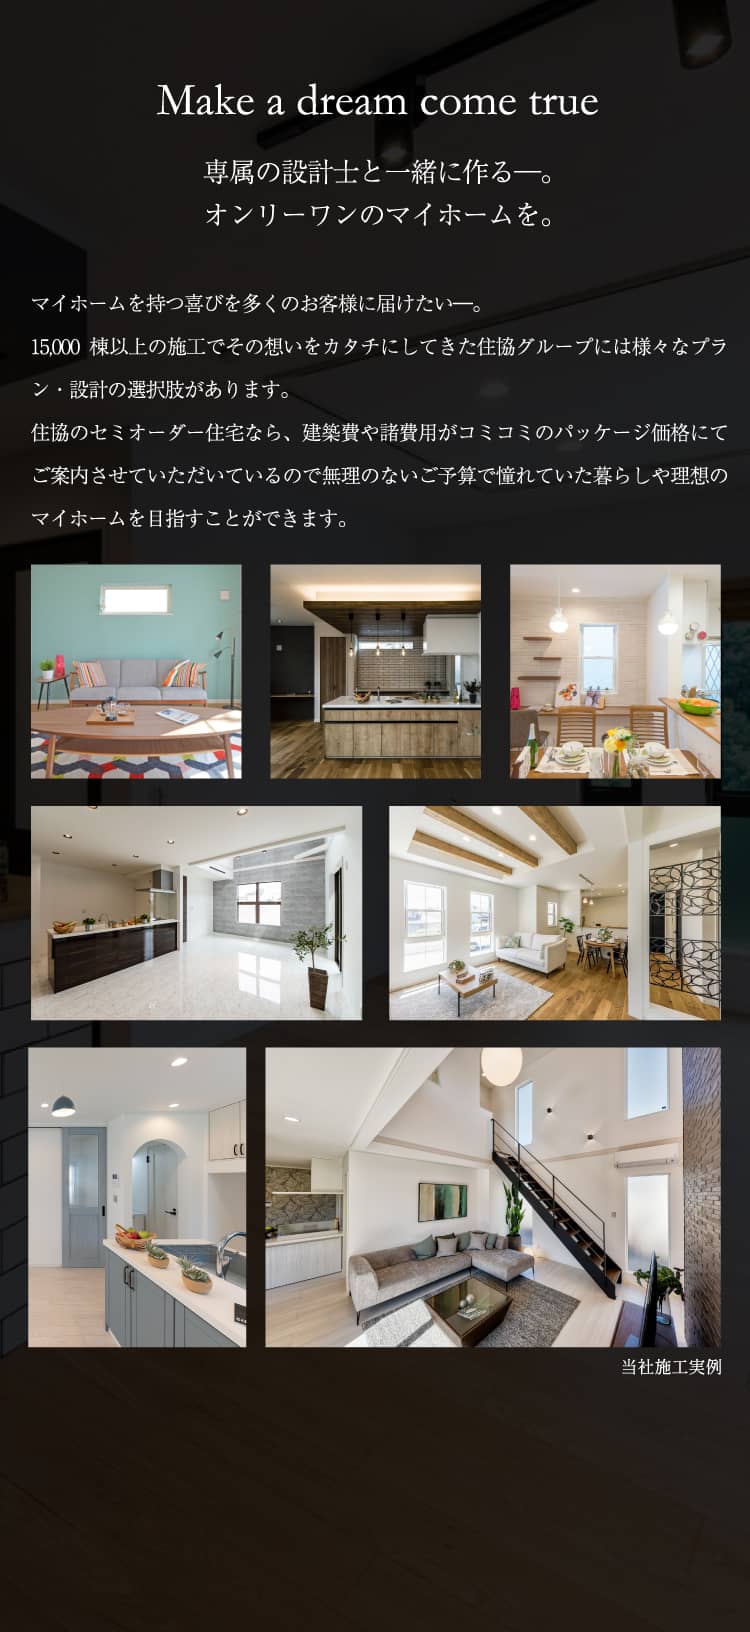 Make a dream come true
専属の設計士と一緒に作る―。
オンリーワンのマイホームを。
マイホームを持つ喜びを多くのお客様に届けたい―。
15,000 棟以上の施工でその想いをカタチにしてきた住協グループには様々なプラ
ン・設計の選択肢があります。
住協のセミオーダー住宅なら、建築費や諸費用がコミコミのパッケージ価格にて
ご案内させていただいているので無理のないご予算で憧れていた暮らしや理想の
マイホームを目指すことができます。
当社施工実例